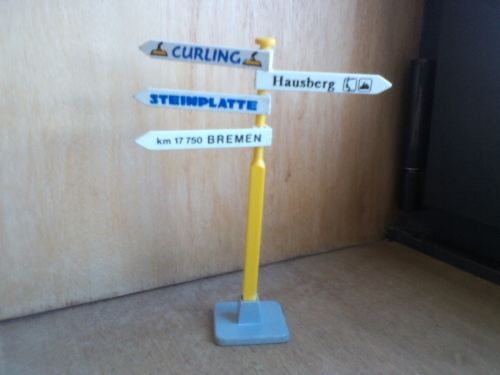 CURLING
Hausberg
STEINPLATTE
km 17 750 BREMEN